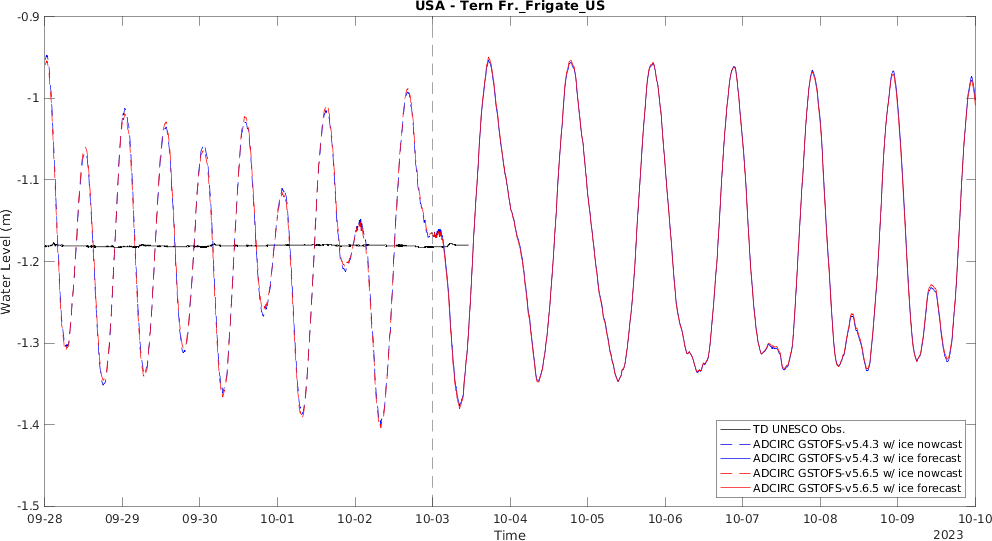 USA - Tern Fr._Frigate_US
-0.9
-1
-1.1
-1.2
-1.3
-1.4
-1.5
Water Level (m)
TD UNESCO Obs.
ADCIRC GSTOFS-v5.4.3 w/ ice nowcast
ADCIRC GSTOFS-v5.4.3 w/ ice forecast
ADCIRC GSTOFS-v5.6.5 w/ ice nowcast
ADCIRC GSTOFS-v5.6.5 w/ ice forecast
09-28 09-29 09-30 10-01 10-02 10-03 10-04 10-05 10-06 10-07 10-08 10-09 10-10
Time
2023